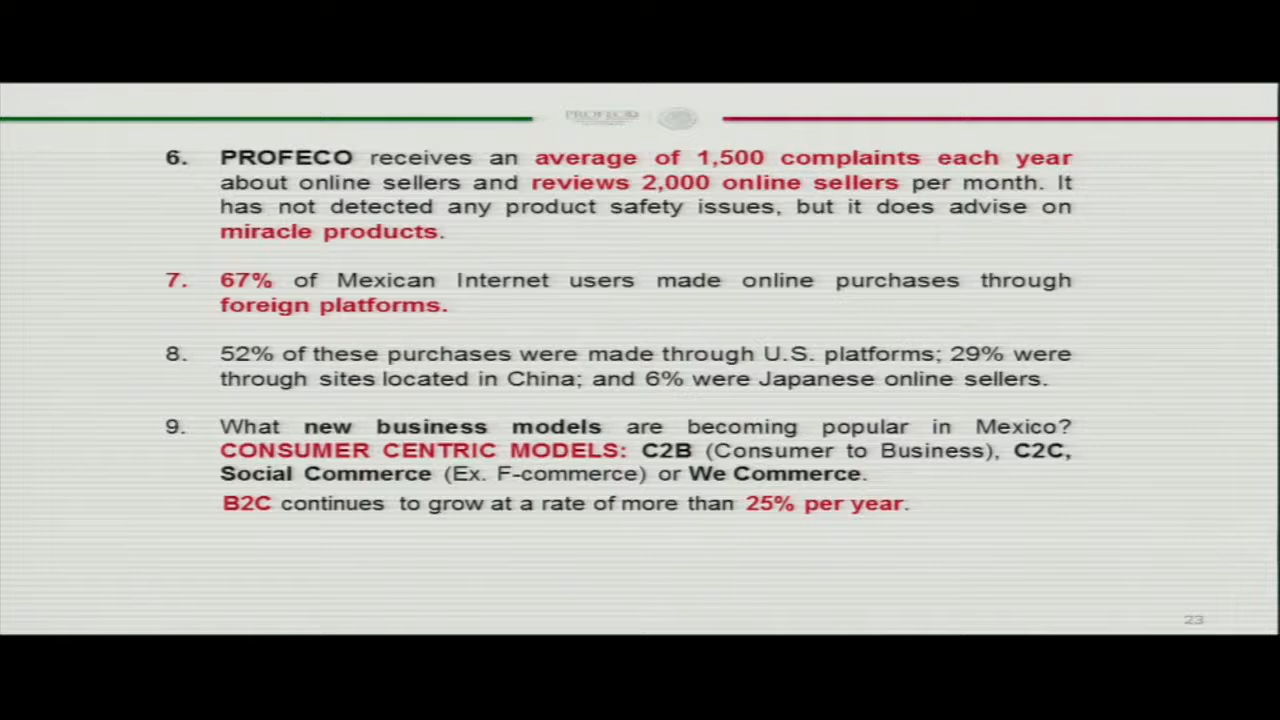 PROFECO
6. PROFECO receives an average of 1,500 complaints each year
about online sellers and reviews 2,000 online sellers per month. It
has not detected any product safety issues, but it does advise on
miracle products.
7. 67% of Mexican Internet users made online purchases through
foreign platforms.
8. 52% of these purchases were made through U.S. platforms; 29% were
through sites located in China; and 6% were Japanese online sellers.
9. What new business models are becoming popular in Mexico?
CONSUMER CENTRIC MODELS: C2B (Consumer to Business), C2C,
Social Commerce (Ex. F-commerce) or We Commerce.
B2C continues to grow at a rate of more than 25% per year.
23